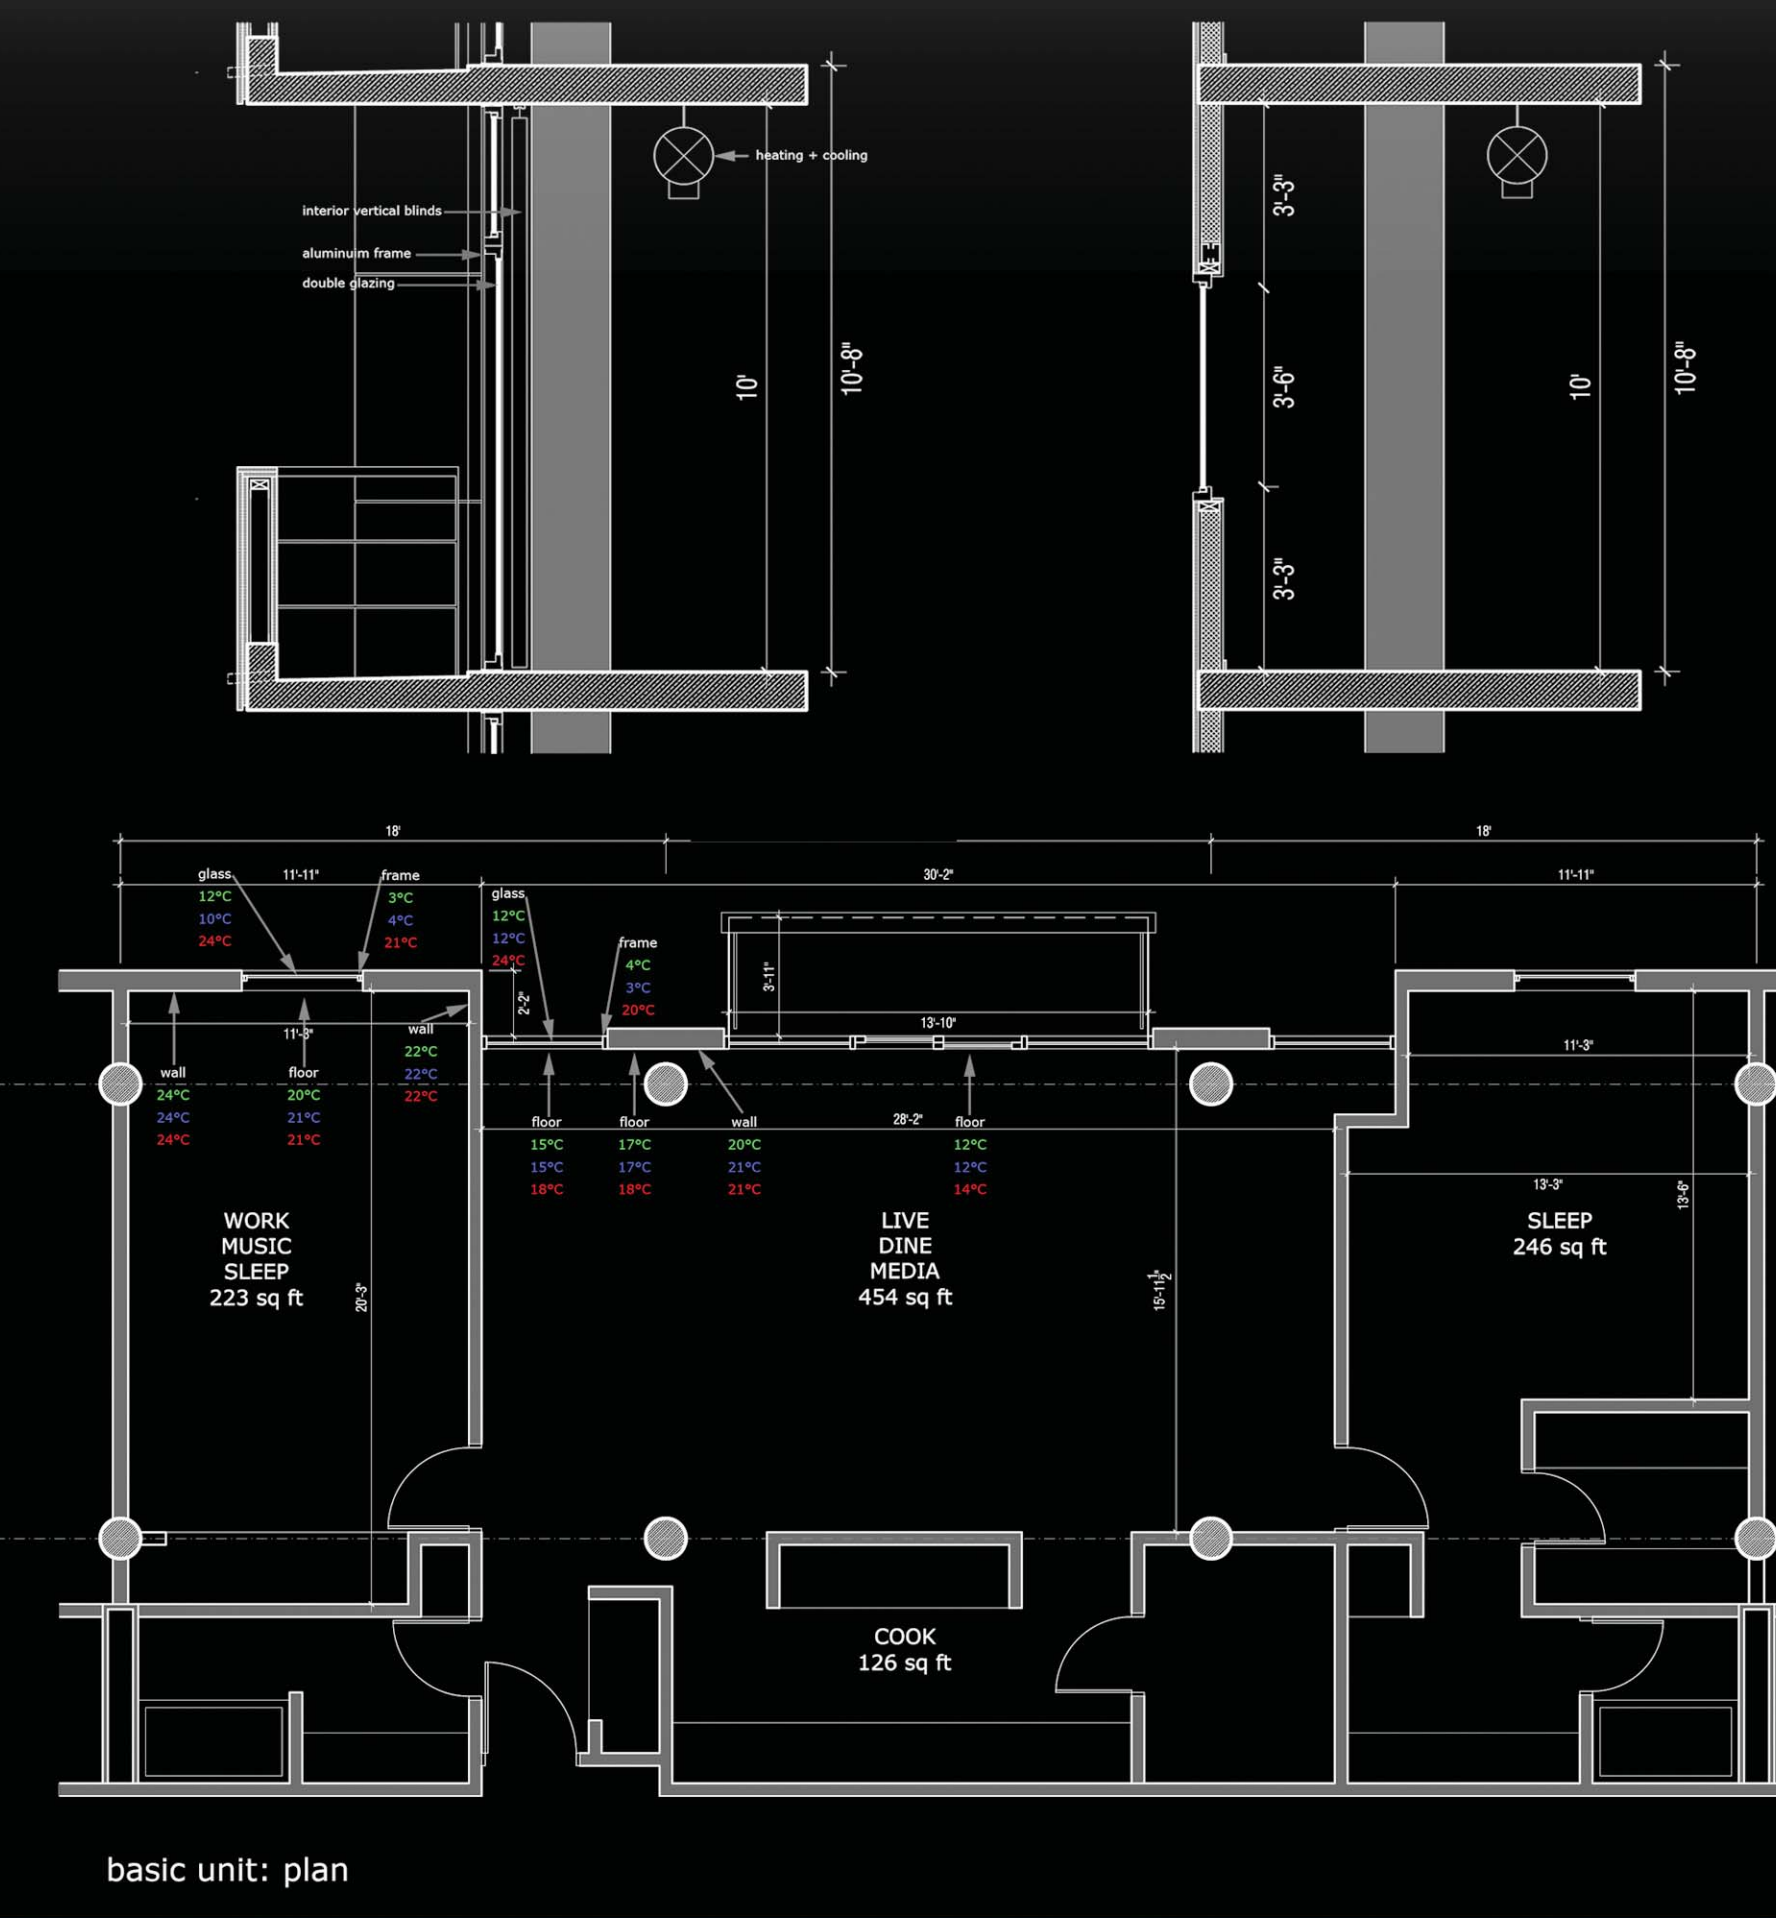 heating + cooling
interior vertical blinds
aluminuim frame
double glazing
10'
10'-8"
3'-3"
3'-6"
3'-3"
10'
10'-8"
18'
18'
glass
11'-11"
frame
30'-2"
11'-11"
12°C
10°C
24°C
3°C
4°C
21°C
glass
12°C
12°C
24°C
frame
4°C
3°C
20°C
2'-2"
3'-11"
13'-10"
11'-3"
11'-3"
wall
22°C
22°C
22°C
wall
24°C
24°C
24°C
floor
20°C
21°C
21°C
floor
15°C
15°C
18°C
floor
17°C
17°C
18°C
wall
20°C
21°C
21°C
28'-2"
floor
12°C
12°C
14°C
13'-3"
13'-6"
WORK
MUSIC
SLEEP
223 sq ft
20'-3"
LIVE
DINE
MEDIA
454 sq ft
15'-11½"
SLEEP
246 sq ft
COOK
126 sq ft
basic unit: plan